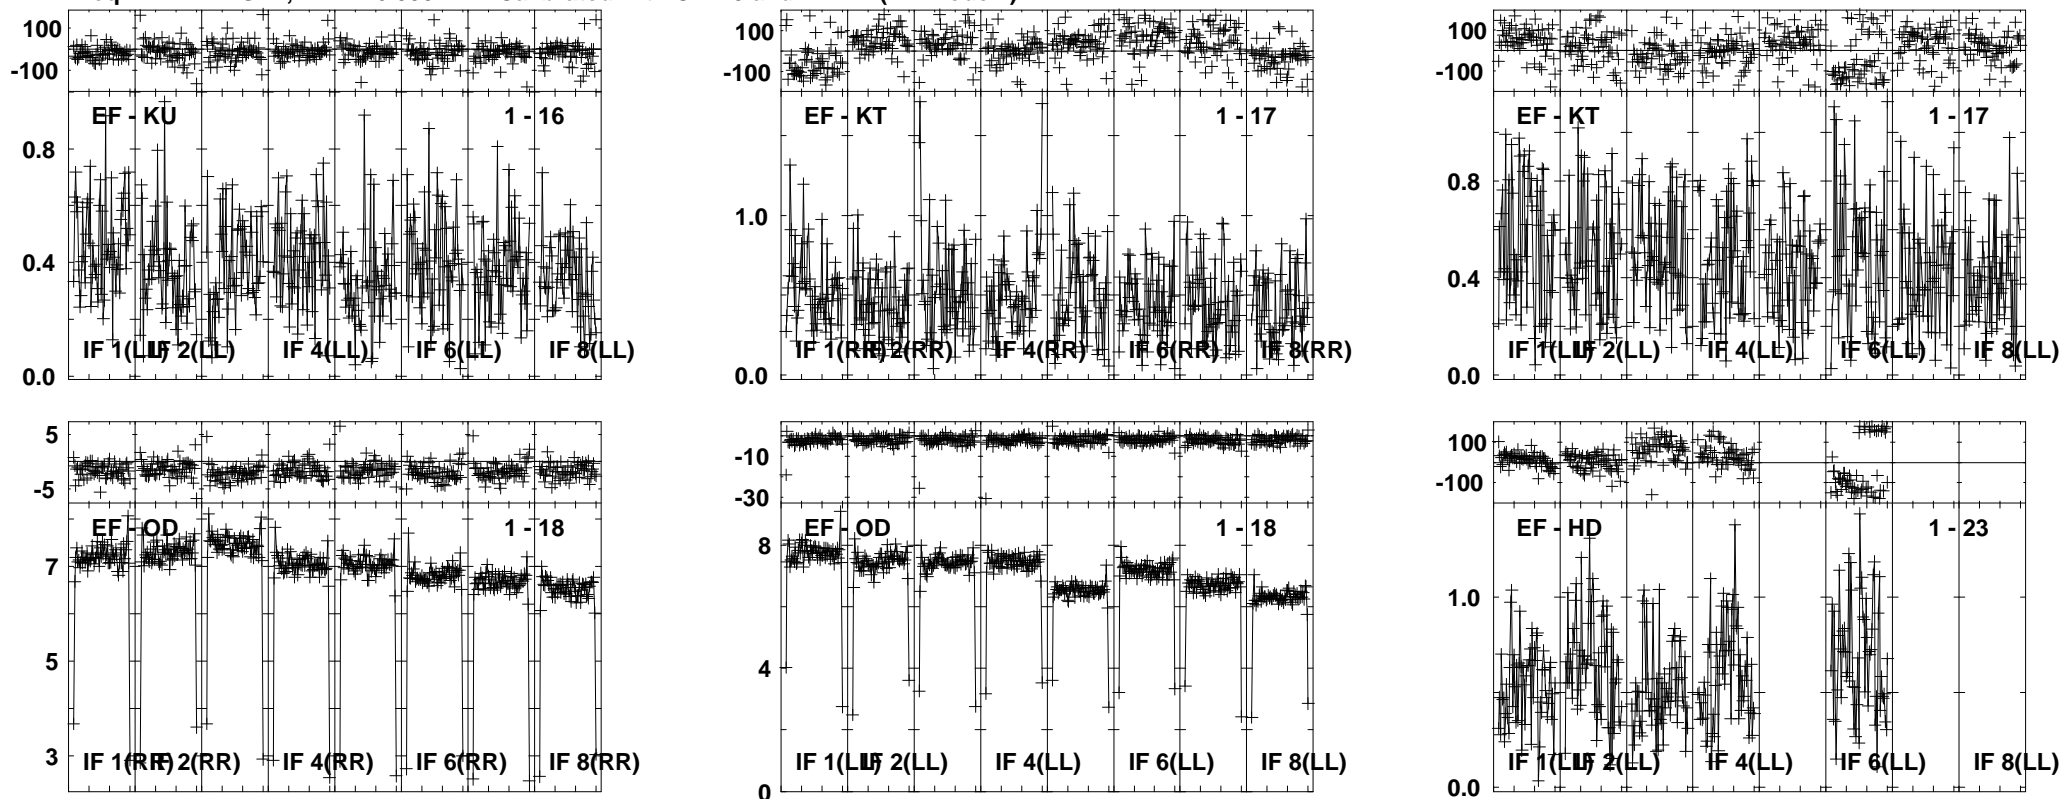 100
-100
EF - KU 1 - 16
0.8
0.4
0.0
IF 1(LL) IF 2(LL) IF 4(LL) IF 6(LL) IF 8(LL)
100
-100
EF - KT 1 - 17
1.0
0.0
IF 1(RR) IF 2(RR) IF 4(RR) IF 6(RR) IF 8(RR)
100
-100
EF - KT 1 - 17
0.8
0.4
0.0
IF 1(LL) IF 2(LL) IF 4(LL) IF 6(LL) IF 8(LL)
5
-5
EF - OD 1 - 18
7
5
3
IF 1(RR) IF 2(RR) IF 4(RR) IF 6(RR) IF 8(RR)
-10
-30
EF - OD 1 - 18
8
4
0
IF 1(LL) IF 2(LL) IF 4(LL) IF 6(LL) IF 8(LL)
100
-100
EF - HD 1 - 23
1.0
0.0
IF 1(LL) IF 2(LL) IF 4(LL) IF 6(LL) IF 8(LL)